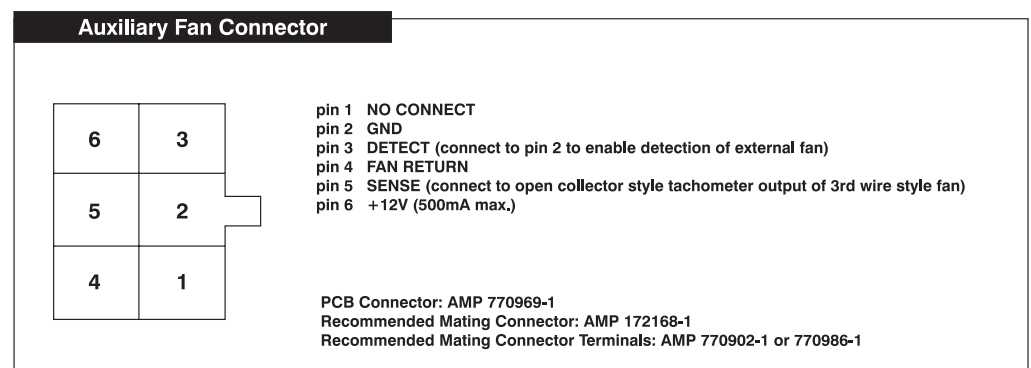 Auxiliary Fan Connector
6 3
5 2
4 1
pin 1 NO CONNECT
pin 2 GND
pin 3 DETECT (connect to pin 2 to enable detection of external fan)
pin 4 FAN RETURN
pin 5 SENSE (connect to open collector style tachometer output of 3rd wire style fan)
pin 6 +12V (500mA max.)
PCB Connector: AMP 770969-1
Recommended Mating Connector: AMP 172168-1
Recommended Mating Connector Terminals: AMP 770902-1 or 770986-1